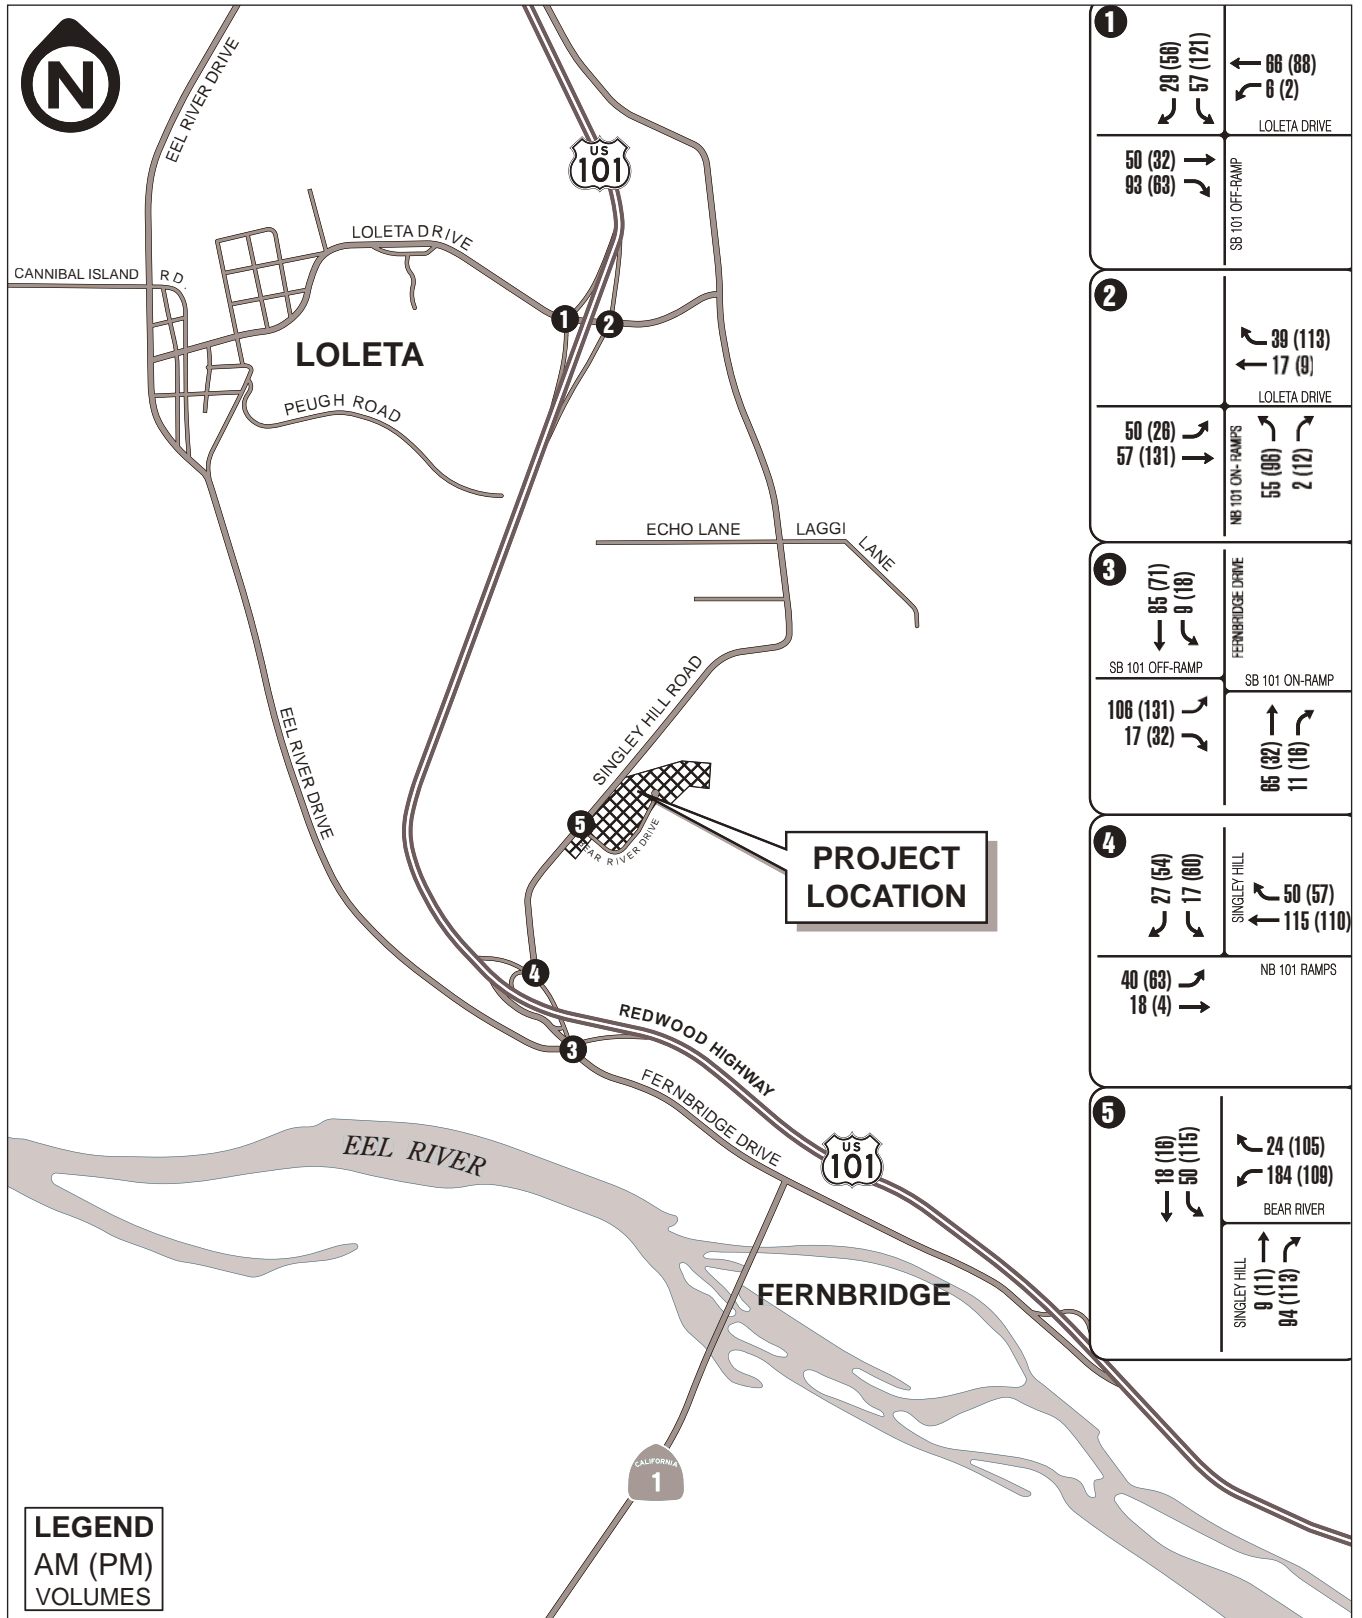 N
EEL RIVER DRIVE
US
101
LOLETA DRIVE
CANNIBAL ISLAND RD.
1
2
LOLETA
PEUGH ROAD
ECHO LANE
LAGGI LANE
SINGLEY HILL ROAD
EEL RIVER DRIVE
5
BEAR RIVER DRIVE
PROJECT
LOCATION
4
3
REDWOOD HIGHWAY
FERNBRIDGE DRIVE
EEL RIVER
US
101
FERNBRIDGE
CALIFORNIA
1
LEGEND
AM (PM)
VOLUMES
1
29 (56)
57 (121)
66 (88)
6 (2)
LOLETA DRIVE
50 (32)
93 (63)
SB 101 OFF-RAMP
2
39 (113)
17 (9)
LOLETA DRIVE
50 (26)
57 (131)
NB 101 ON- RAMPS
55 (96)
2 (12)
3
85 (71)
9 (18)
FERNBRIDGE DRIVE
SB 101 OFF-RAMP
SB 101 ON-RAMP
106 (131)
17 (32)
65 (32)
11 (16)
4
27 (54)
17 (60)
SINGLEY HILL
50 (57)
115 (110)
NB 101 RAMPS
40 (63)
18 (4)
5
18 (16)
50 (115)
24 (105)
184 (109)
BEAR RIVER
SINGLEY HILL
9 (11)
94 (113)